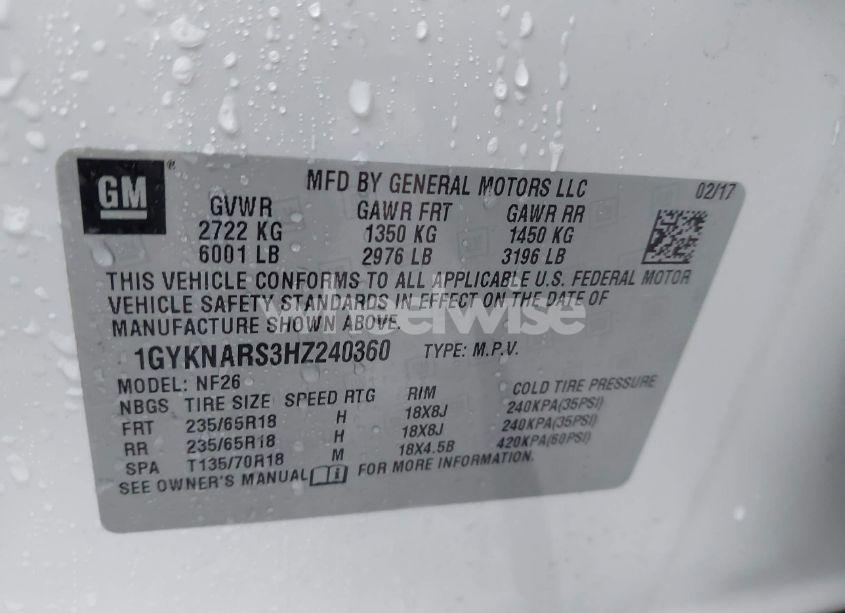 GM
®
MFD BY GENERAL MOTORS LLC
02/17
GVWR GAWR FRT GAWR RR
2722 KG 1350 KG 1450 KG
6001 LB 2976 LB 3196 LB
THIS VEHICLE CONFORMS TO ALL APPLICABLE U.S. FEDERAL MOTOR
VEHICLE SAFETY STANDARDS IN EFFECT ON THE DATE OF
MANUFACTURE SHOWN ABOVE.
wheelwise
1GYKNARS3HZ240360 TYPE: M.P.V.
MODEL: NF26
NBGS TIRE SIZE SPEED RTG RIM COLD TIRE PRESSURE
FRT 235/65R18 H 18X8J 240KPA(35PSI)
RR 235/65R18 H 18X8J 240KPA(35PSI)
SPA T135/70R18 M 18X4.5B 420KPA(60PSI)
SEE OWNER'S MANUAL i FOR MORE INFORMATION.